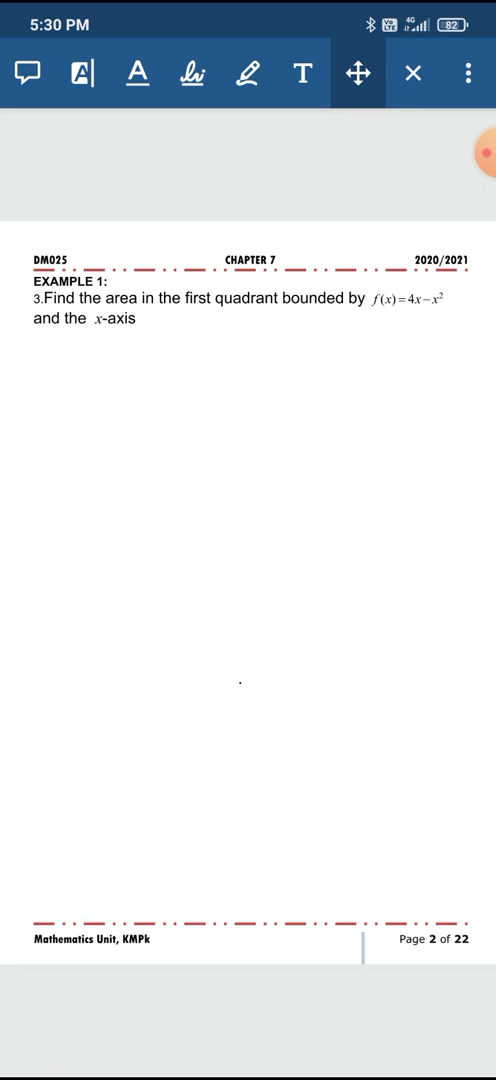 5:30 PM 4G 82
A A T
DM025 CHAPTER 7 2020/2021
EXAMPLE 1:
3.Find the area in the first quadrant bounded by f(x)=4x−x²
and the x-axis
Mathematics Unit, KMPk Page 2 of 22